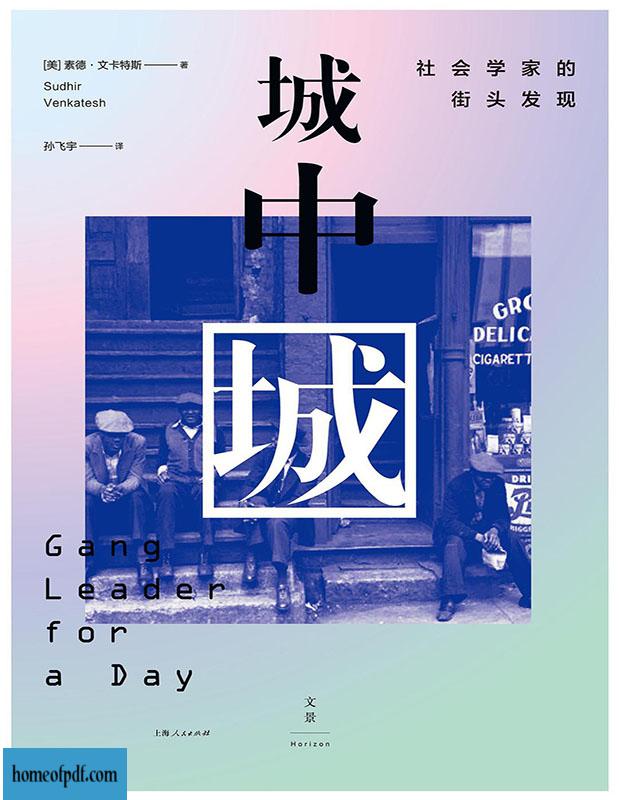 [美] 素德·文卡特斯——著
Sudhir
Venkatesh
孙飞宇——译
城
中
城
社会学家的
街头发现
GRO
DELIC
CIGARETT
DRI
Gang
Leader
for
a Day
文
景
Horizon
上海人民出版社
homeofpdf.com